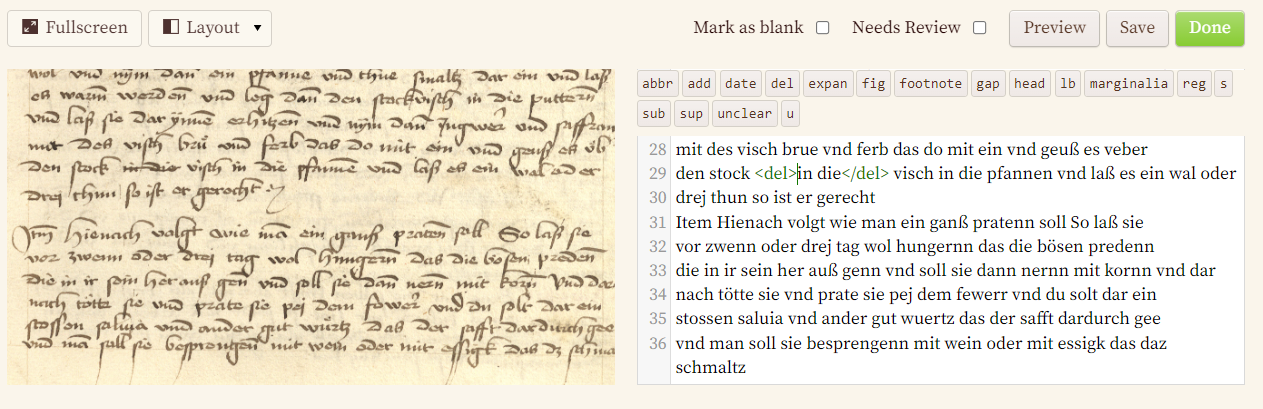 Fullscreen
Layout
Mark as blank
Needs Review
Preview
Save
Done
wol vnd nym dan ein pfanne vnd thue smaltz dar ein vnd laß
es warm werden vnd leg dan den stockvisch in die puttern
vnd laß sie dar ynne erhitzen vnd nym dan Ingwer vnd saffran
mit des visch bru vnd ferb das do mit ein vnd geuß es vb
den stock in die visch in die pfanne vnd laß es ein wal oder
drei thun so ist er gerecht
Itm Hienach volgt wie ma ein ganß praten soll So laß sie
vor zwenn oder drei tag wol hungern das die bosen preden
die in ir sein her auß gen vnd soll sie dan nern mit korn vnd dar
nach totte sie vnd prate sie pei dem fewer vnd du solt dar ein
stossen saluia vnd ander gut wurtz das der safft dardurch gee
vnd ma soll sie besprengen mit wein oder mit essigk das dz schma
abbr add date del expan fig footnote gap head lb marginalia reg s
sub sup unclear u
28 mit des visch brue vnd ferb das do mit ein vnd geuß es veber
29 den stock <del>in die</del> visch in die pfannen vnd laß es ein wal oder
30 drej thun so ist er gerecht
31 Item Hienach volgt wie man ein ganß pratenn soll So laß sie
32 vor zwenn oder drej tag wol hungernn das die bösen predenn
33 die in ir sein her auß genn vnd soll sie dann nernn mit kornn vnd dar
34 nach tötte sie vnd prate sie pej dem fewerr vnd du solt dar ein
35 stossen saluia vnd ander gut wuertz das der safft dardurch gee
36 vnd man soll sie besprengenn mit wein oder mit essigk das daz
schmaltz